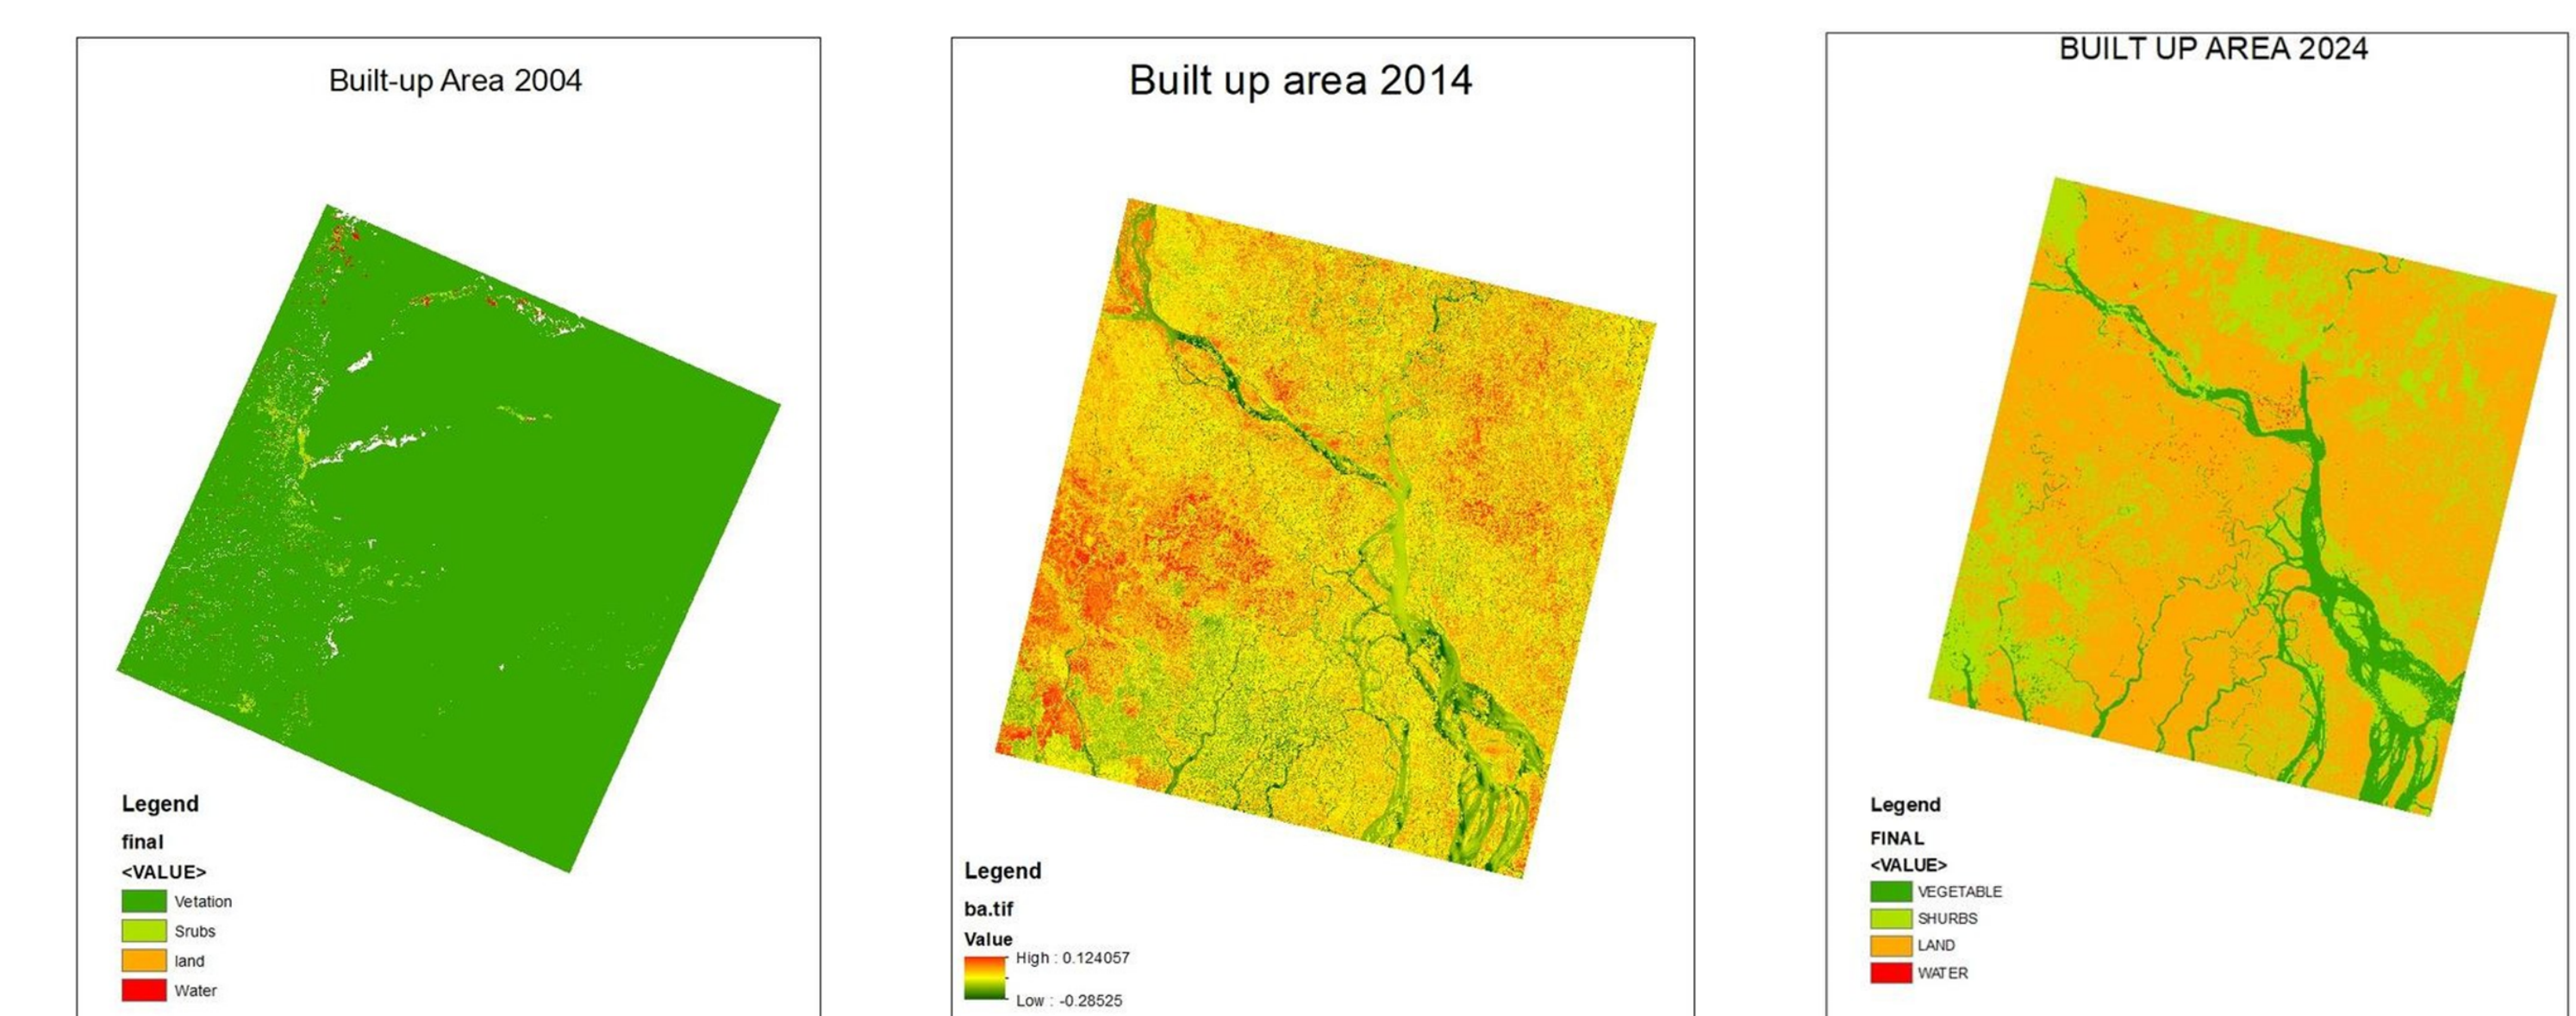 Built-up Area 2004
Legend
final
<VALUE>
Vetation
Srubs
land
Water
Built up area 2014
Legend
ba.tif
Value
High : 0.124057
Low : -0.28525
BUILT UP AREA 2024
Legend
FINAL
<VALUE>
VEGETABLE
SHURBS
LAND
WATER